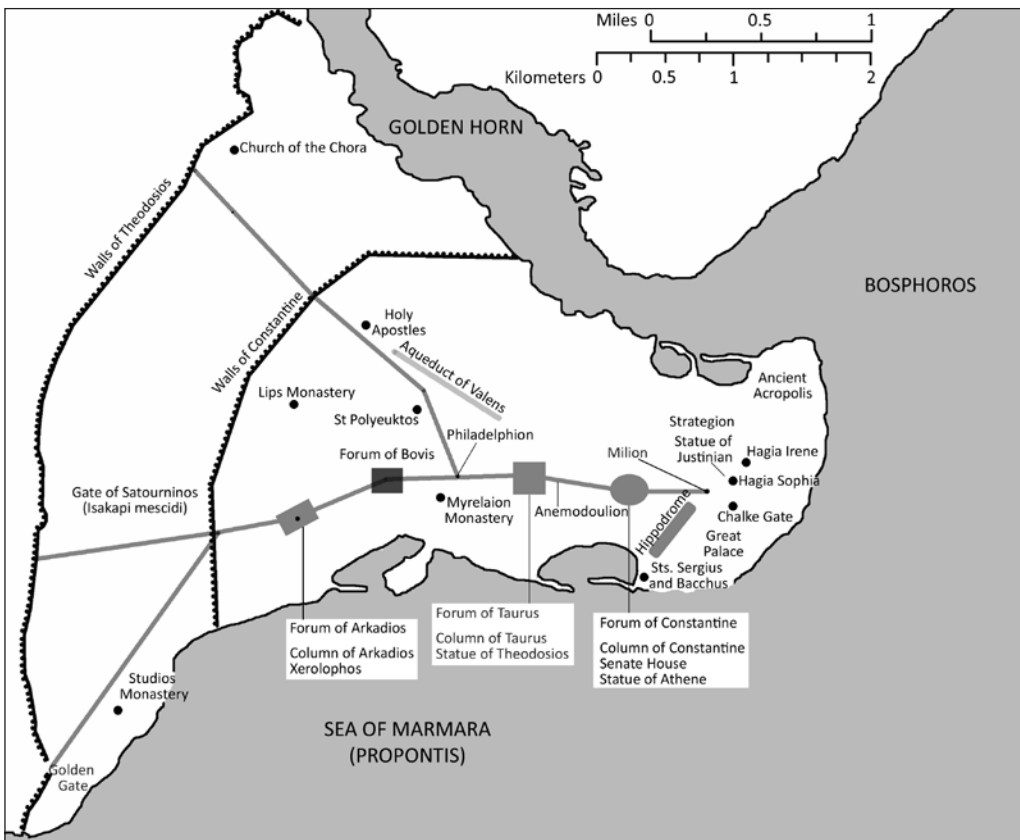 Miles 0 0.5 1
Kilometers 0 0.5 1 2
GOLDEN HORN
Church of the Chora
Walls of Theodosios
BOSPHOROS
Walls of Constantine
Holy
Apostles
Aqueduct of Valens
Ancient
Acropolis
Lips Monastery
St Polyeuktos
Strategion
Philadelphion
Statue of
Justinian
Forum of Bovis
Milion
Hagia Irene
Hagia Sophia
Gate of Satourninos
(Isakapi mescidi)
Myrelaion
Monastery
Anemodoulion
Hippodrome
Chalke Gate
Great
Palace
Sts. Sergius
and Bacchus
Forum of Arkadios
Column of Arkadios
Xerolophos
Forum of Taurus
Column of Taurus
Statue of Theodosios
Forum of Constantine
Column of Constantine
Senate House
Statue of Athene
Studios
Monastery
SEA OF MARMARA
(PROPONTIS)
Golden
Gate